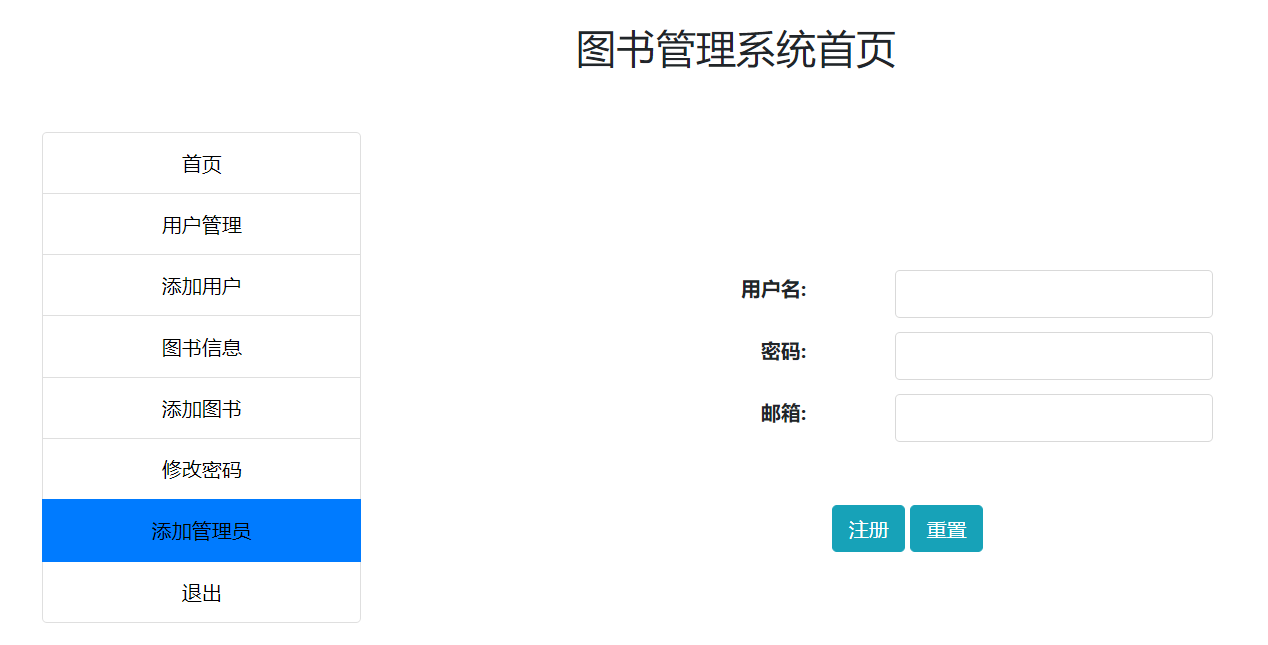 图书管理系统首页
首页
用户管理
添加用户
图书信息
添加图书
修改密码
添加管理员
退出
用户名:
密码:
邮箱:
注册 重置